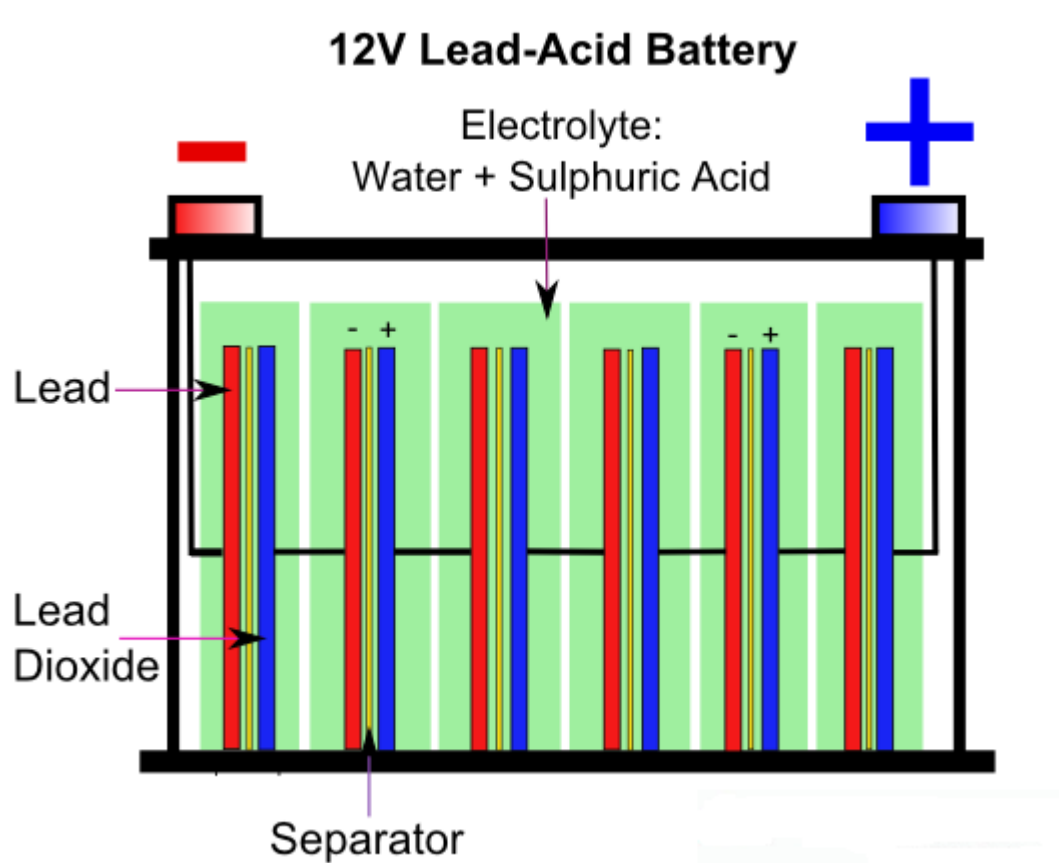 12V Lead-Acid Battery
Electrolyte:
Water + Sulphuric Acid
- +
- +
Lead
Lead
Dioxide
Separator